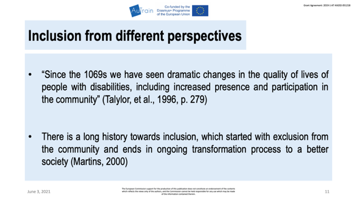 AuTrain
Co-funded by the
Erasmus+ Programme
of the European Union
Inclusion from different perspectives
• “Since the 1069s we have seen dramatic changes in the quality of lives of
people with disabilities, including increased presence and participation in
the community” (Talylor, et al., 1996, p. 279)
• There is a long history towards inclusion, which started with exclusion from
the community and ends in ongoing transformation process to a better
society (Martins, 2000)
June 3, 2021
11